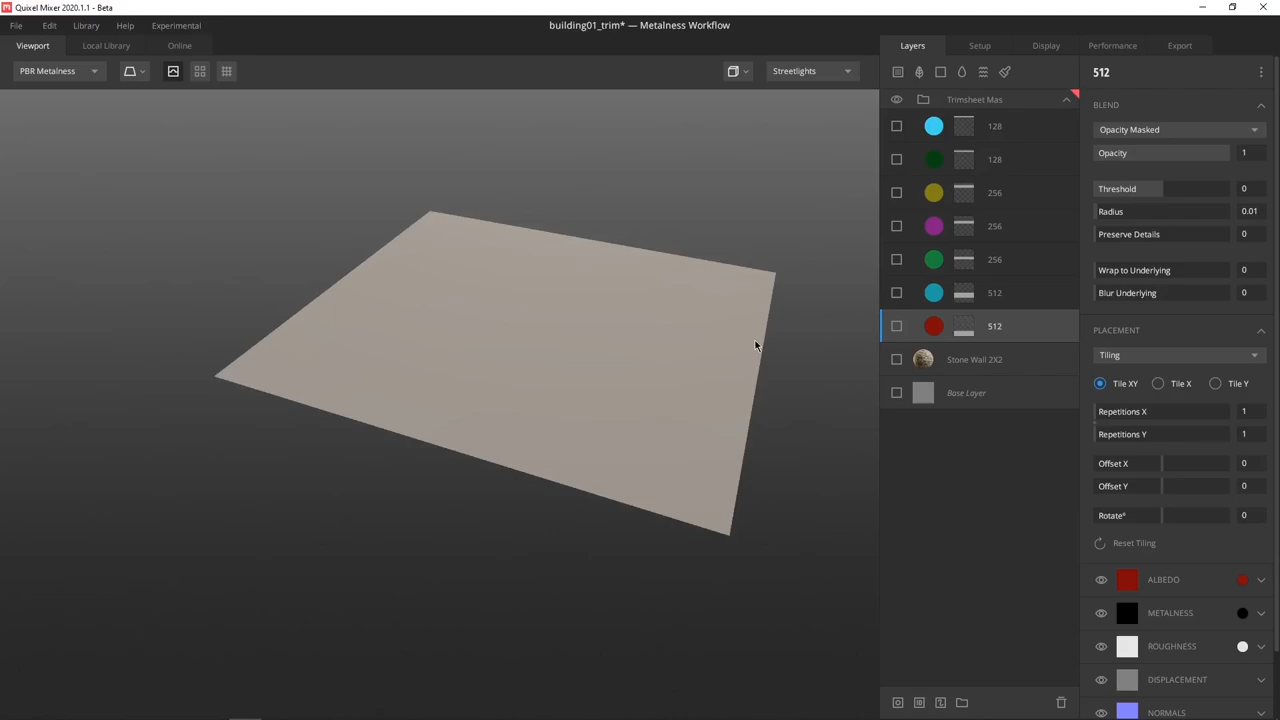 Quixel Mixer 2020.1.1 - Beta
File Edit Library Help Experimental
building01_trim* — Metalness Workflow
Viewport Local Library Online
Layers Setup Display Performance Export
PBR Metalness
Streetlights
512
Trimsheet Mas
BLEND
128
Opacity Masked
Opacity 1
128
Threshold 0
256
Radius 0.01
256
Preserve Details 0
256
Wrap to Underlying 0
512
Blur Underlying 0
512
PLACEMENT
Stone Wall 2X2
Tiling
Tile XY Tile X Tile Y
Base Layer
Repetitions X 1
Repetitions Y 1
Offset X 0
Offset Y 0
Rotate° 0
Reset Tiling
ALBEDO
METALNESS
ROUGHNESS
DISPLACEMENT
NORMALS